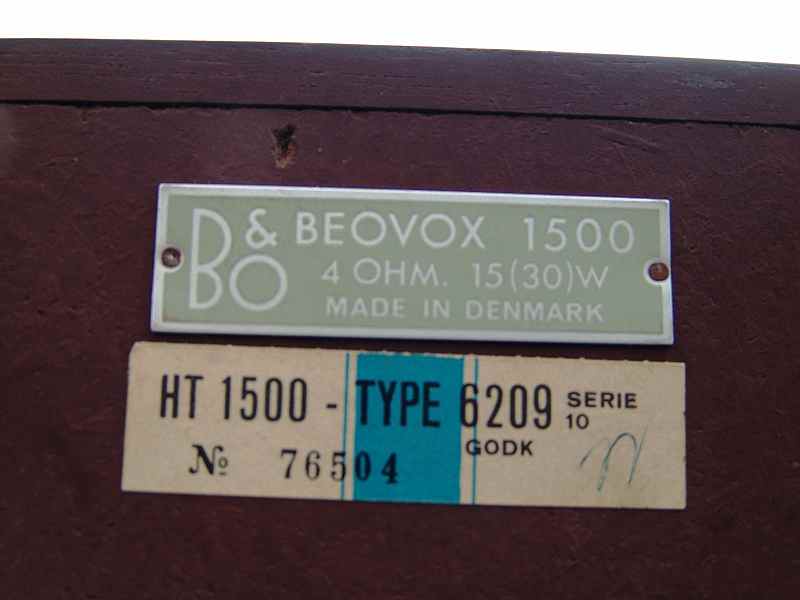 B&O BEOVOX 1500
4 OHM. 15(30)W
MADE IN DENMARK
HT 1500 - TYPE 6209 SERIE 10
GODK
№ 76504